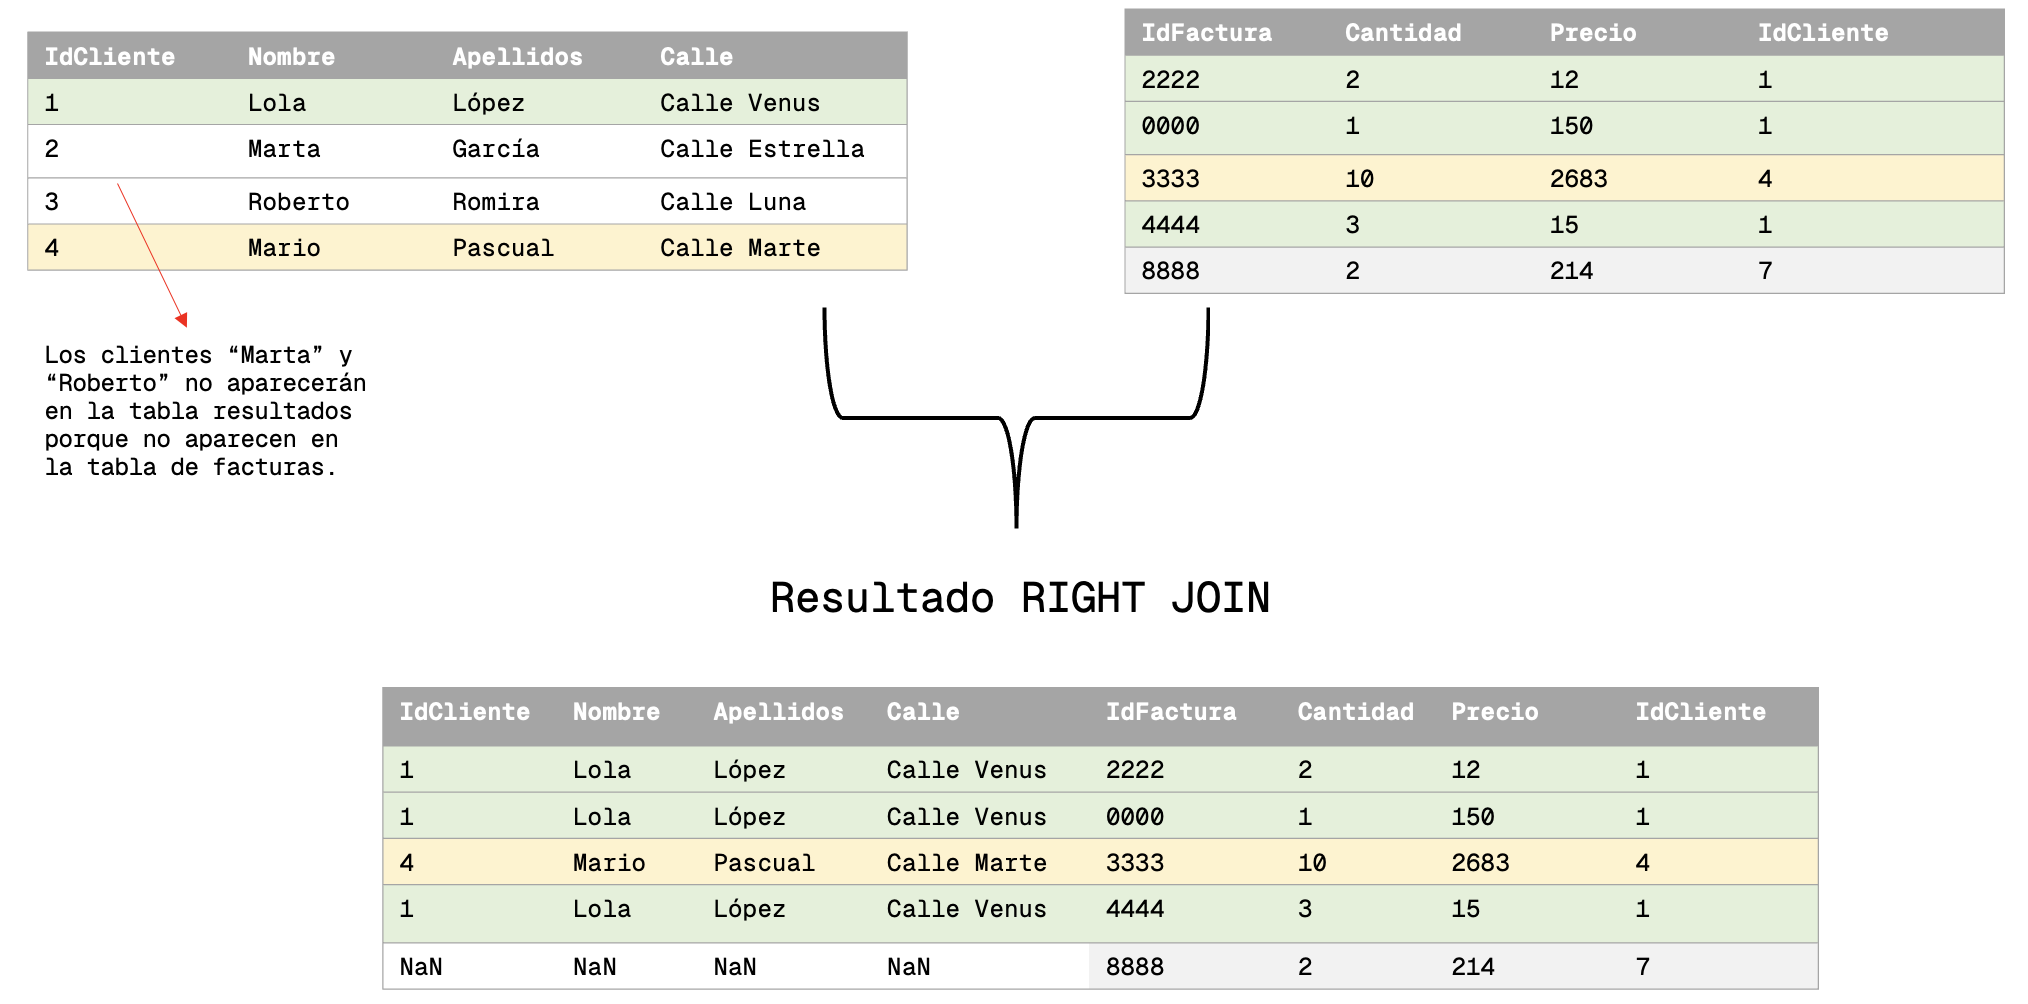 IdCliente Nombre Apellidos Calle
1 Lola López Calle Venus
2 Marta García Calle Estrella
3 Roberto Romira Calle Luna
4 Mario Pascual Calle Marte
IdFactura Cantidad Precio IdCliente
2222 2 12 1
0000 1 150 1
3333 10 2683 4
4444 3 15 1
8888 2 214 7
Los clientes “Marta” y
“Roberto” no aparecerán
en la tabla resultados
porque no aparecen en
la tabla de facturas.
Resultado RIGHT JOIN
IdCliente Nombre Apellidos Calle IdFactura Cantidad Precio IdCliente
1 Lola López Calle Venus 2222 2 12 1
1 Lola López Calle Venus 0000 1 150 1
4 Mario Pascual Calle Marte 3333 10 2683 4
1 Lola López Calle Venus 4444 3 15 1
NaN NaN NaN NaN 8888 2 214 7